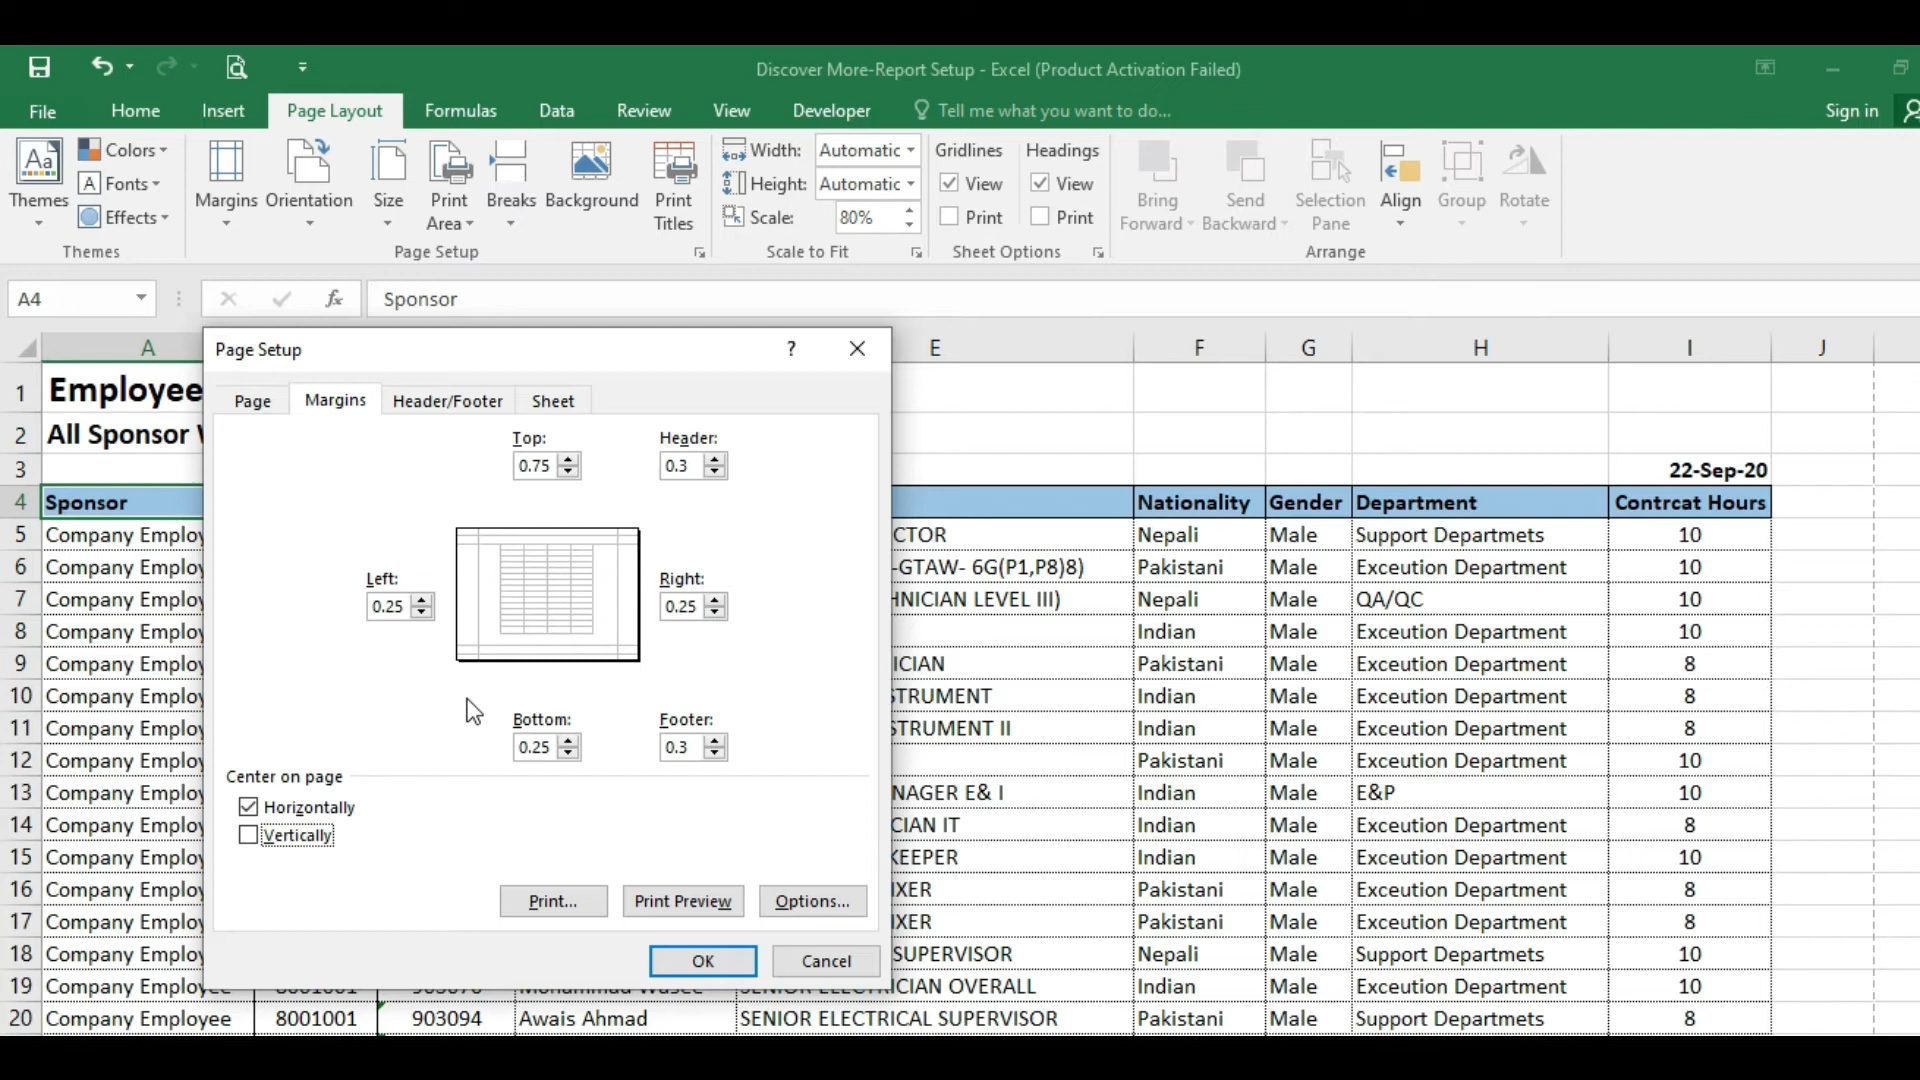 Discover More-Report Setup - Excel (Product Activation Failed)
File Home Insert Page Layout Formulas Data Review View Developer Tell me what you want to do... Sign in
Aa Colors Width: Automatic Gridlines Headings
A Fonts Height: Automatic View View
Themes Effects Margins Orientation Size Print Area Breaks Background Print Titles Scale: 80% Print Print Bring Forward Send Backward Selection Pane Align Group Rotate
Themes Page Setup Scale to Fit Sheet Options Arrange
A4 fx Sponsor
A E F G H I J
Page Setup ?
Page Margins Header/Footer Sheet
Top: Header:
0.75 0.3
Left: Right:
0.25 0.25
Bottom: Footer:
0.25 0.3
Center on page
Horizontally
Vertically
Print... Print Preview Options...
OK Cancel
1 Employee
2 All Sponsor
3 22-Sep-20
4 Sponsor Nationality Gender Department Contrcat Hours
5 Company Employ CTOR Nepali Male Support Departmets 10
6 Company Employ -GTAW- 6G(P1,P8)8) Pakistani Male Exceution Department 10
7 Company Employ HNICIAN LEVEL III) Nepali Male QA/QC 10
8 Company Employ Indian Male Exceution Department 10
9 Company Employ ICIAN Pakistani Male Exceution Department 8
10 Company Employ STRUMENT Indian Male Exceution Department 8
11 Company Employ STRUMENT II Indian Male Exceution Department 8
12 Company Employ Pakistani Male Exceution Department 10
13 Company Employ NAGER E& I Indian Male E&P 10
14 Company Employ CIAN IT Indian Male Exceution Department 8
15 Company Employ KEEPER Indian Male Exceution Department 10
16 Company Employ IXER Pakistani Male Exceution Department 8
17 Company Employ IXER Pakistani Male Exceution Department 8
18 Company Employ SUPERVISOR Nepali Male Support Departmets 10
19 Company Employee SENIOR ELECTRICIAN OVERALL Indian Male Exceution Department 10
20 Company Employee 8001001 903094 Awais Ahmad SENIOR ELECTRICAL SUPERVISOR Pakistani Male Support Departmets 8